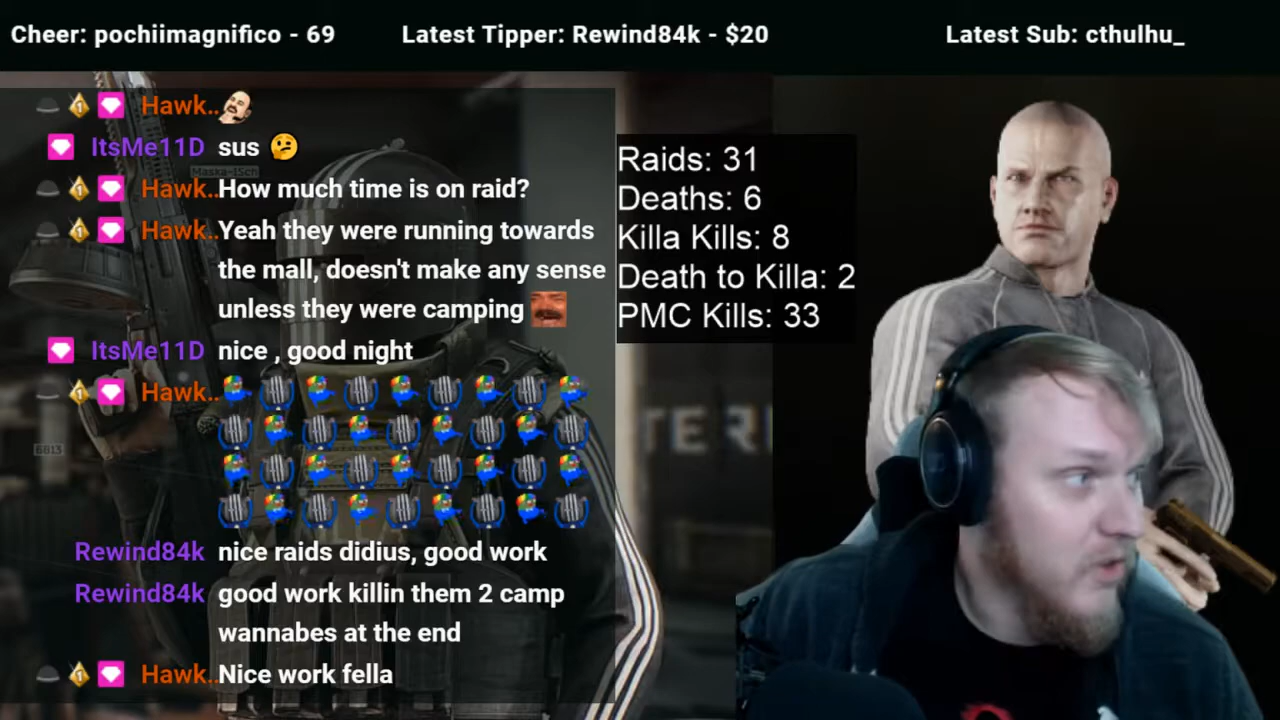 Cheer: pochiimagnifico - 69
Latest Tipper: Rewind84k - $20
Latest Sub: cthulhu_
Hawk..
ItsMe11D sus
Maska-1Sch
Hawk..How much time is on raid?
Hawk..Yeah they were running towards
the mall, doesn't make any sense
unless they were camping
ItsMe11D nice , good night
Hawk..
6B13
Rewind84k nice raids didius, good work
Rewind84k good work killin them 2 camp
wannabes at the end
Hawk..Nice work fella
Raids: 31
Deaths: 6
Killa Kills: 8
Death to Killa: 2
PMC Kills: 33
TER